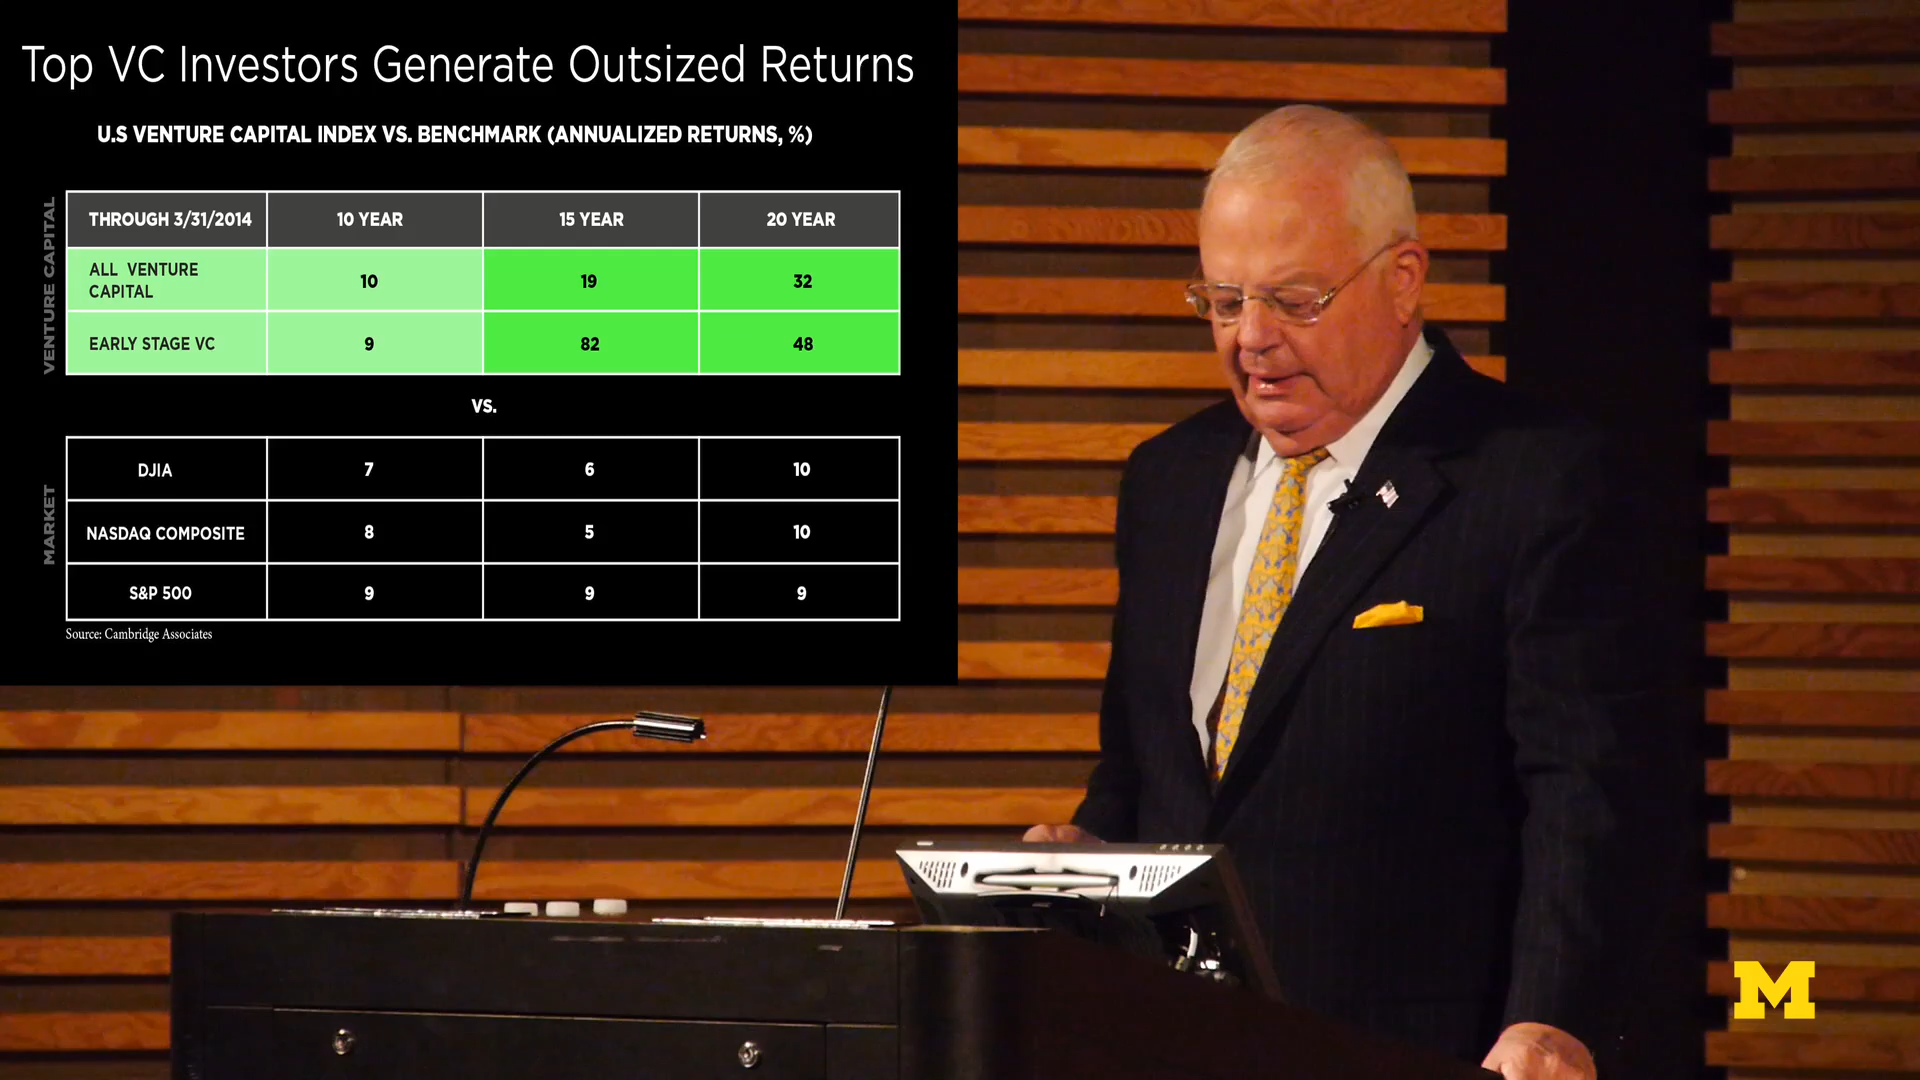 Top VC Investors Generate Outsized Returns
U.S VENTURE CAPITAL INDEX VS. BENCHMARK (ANNUALIZED RETURNS, %)
VENTURE CAPITAL
THROUGH 3/31/2014 10 YEAR 15 YEAR 20 YEAR
ALL VENTURE
CAPITAL 10 19 32
EARLY STAGE VC 9 82 48
VS.
MARKET
DJIA 7 6 10
NASDAQ COMPOSITE 8 5 10
S&P 500 9 9 9
Source: Cambridge Associates
M